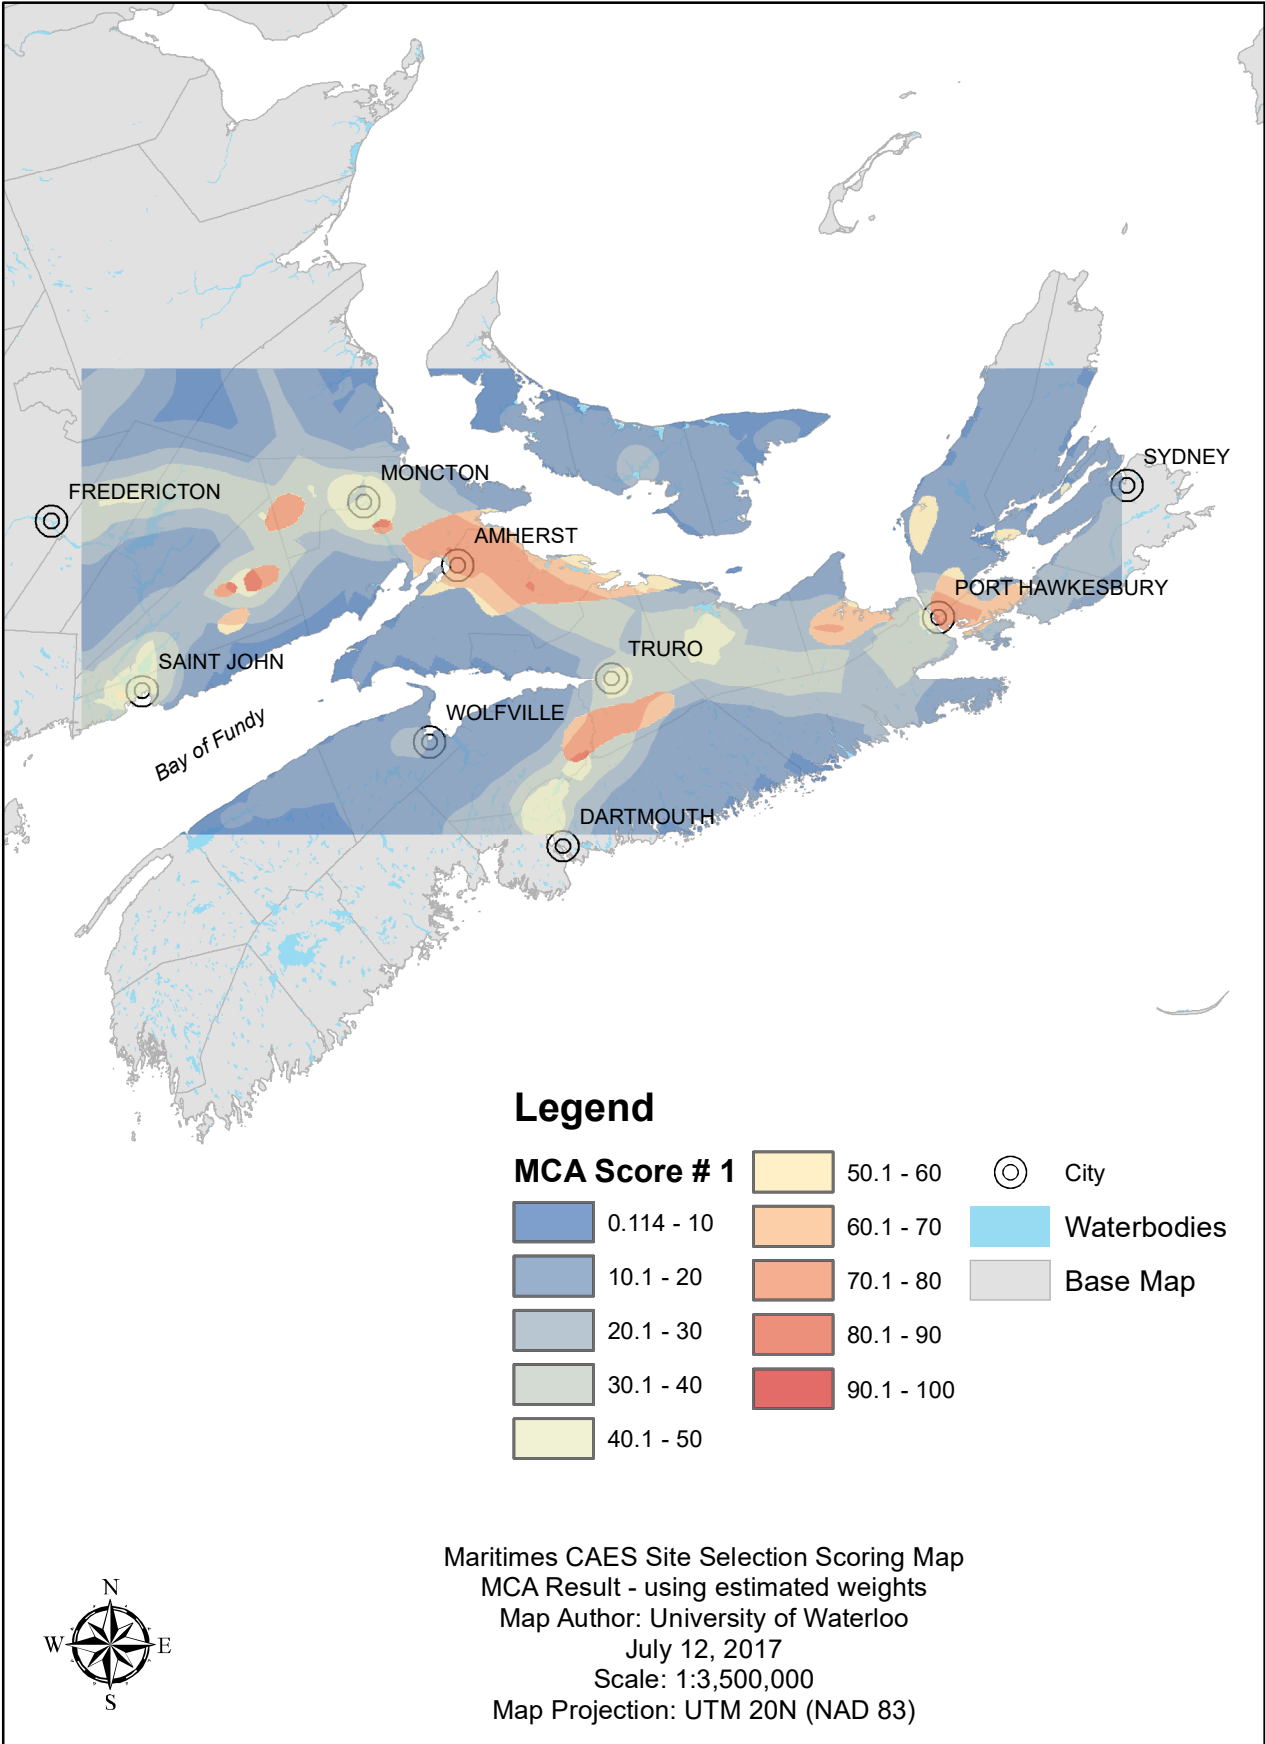 SYDNEY
MONCTON
FREDERICTON
AMHERST
PORT HAWKESBURY
TRURO
SAINT JOHN
WOLFVILLE
Bay of Fundy
DARTMOUTH
Legend
MCA Score # 1
0.114 - 10
10.1 - 20
20.1 - 30
30.1 - 40
40.1 - 50
50.1 - 60
60.1 - 70
70.1 - 80
80.1 - 90
90.1 - 100
City
Waterbodies
Base Map
Maritimes CAES Site Selection Scoring Map
MCA Result - using estimated weights
Map Author: University of Waterloo
July 12, 2017
Scale: 1:3,500,000
Map Projection: UTM 20N (NAD 83)
N
W E
S